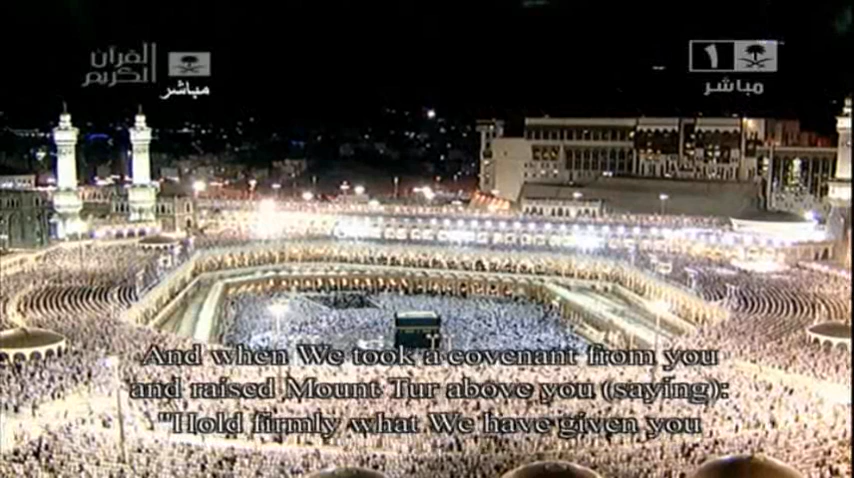 القرآن
الكريم
مباشر
١
مباشر
And when We took a covenant from you
and raised Mount Tur above you (saying):
"Hold firmly what We have given you